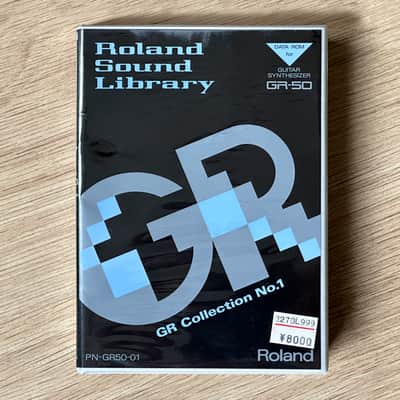 Roland
Sound
Library
DATA ROM
for
GUITAR
SYNTHESIZER
GR-50
GR
GR Collection No.1
3270L999
¥8000
PN-GR50-01
Roland